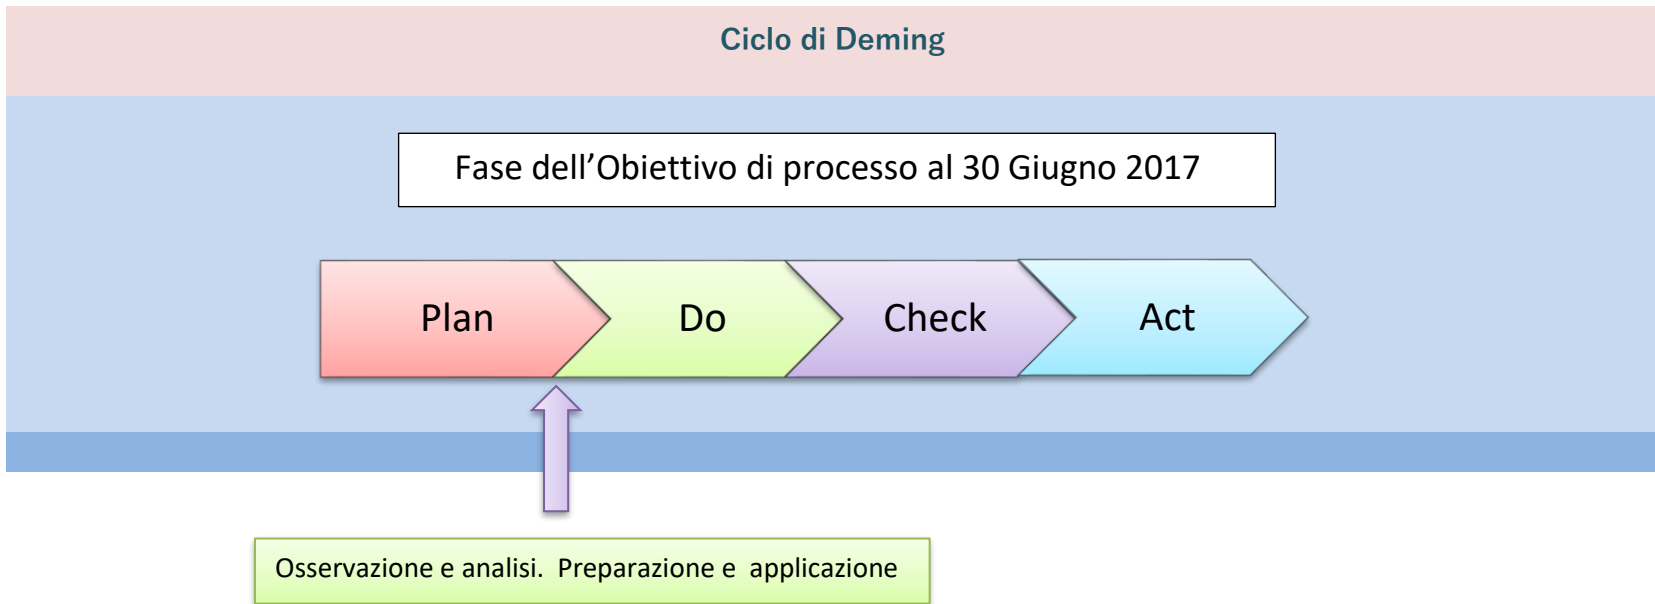 Ciclo di Deming
Fase dell’Obiettivo di processo al 30 Giugno 2017
Plan
Do
Check
Act
Osservazione e analisi.  Preparazione e  applicazione